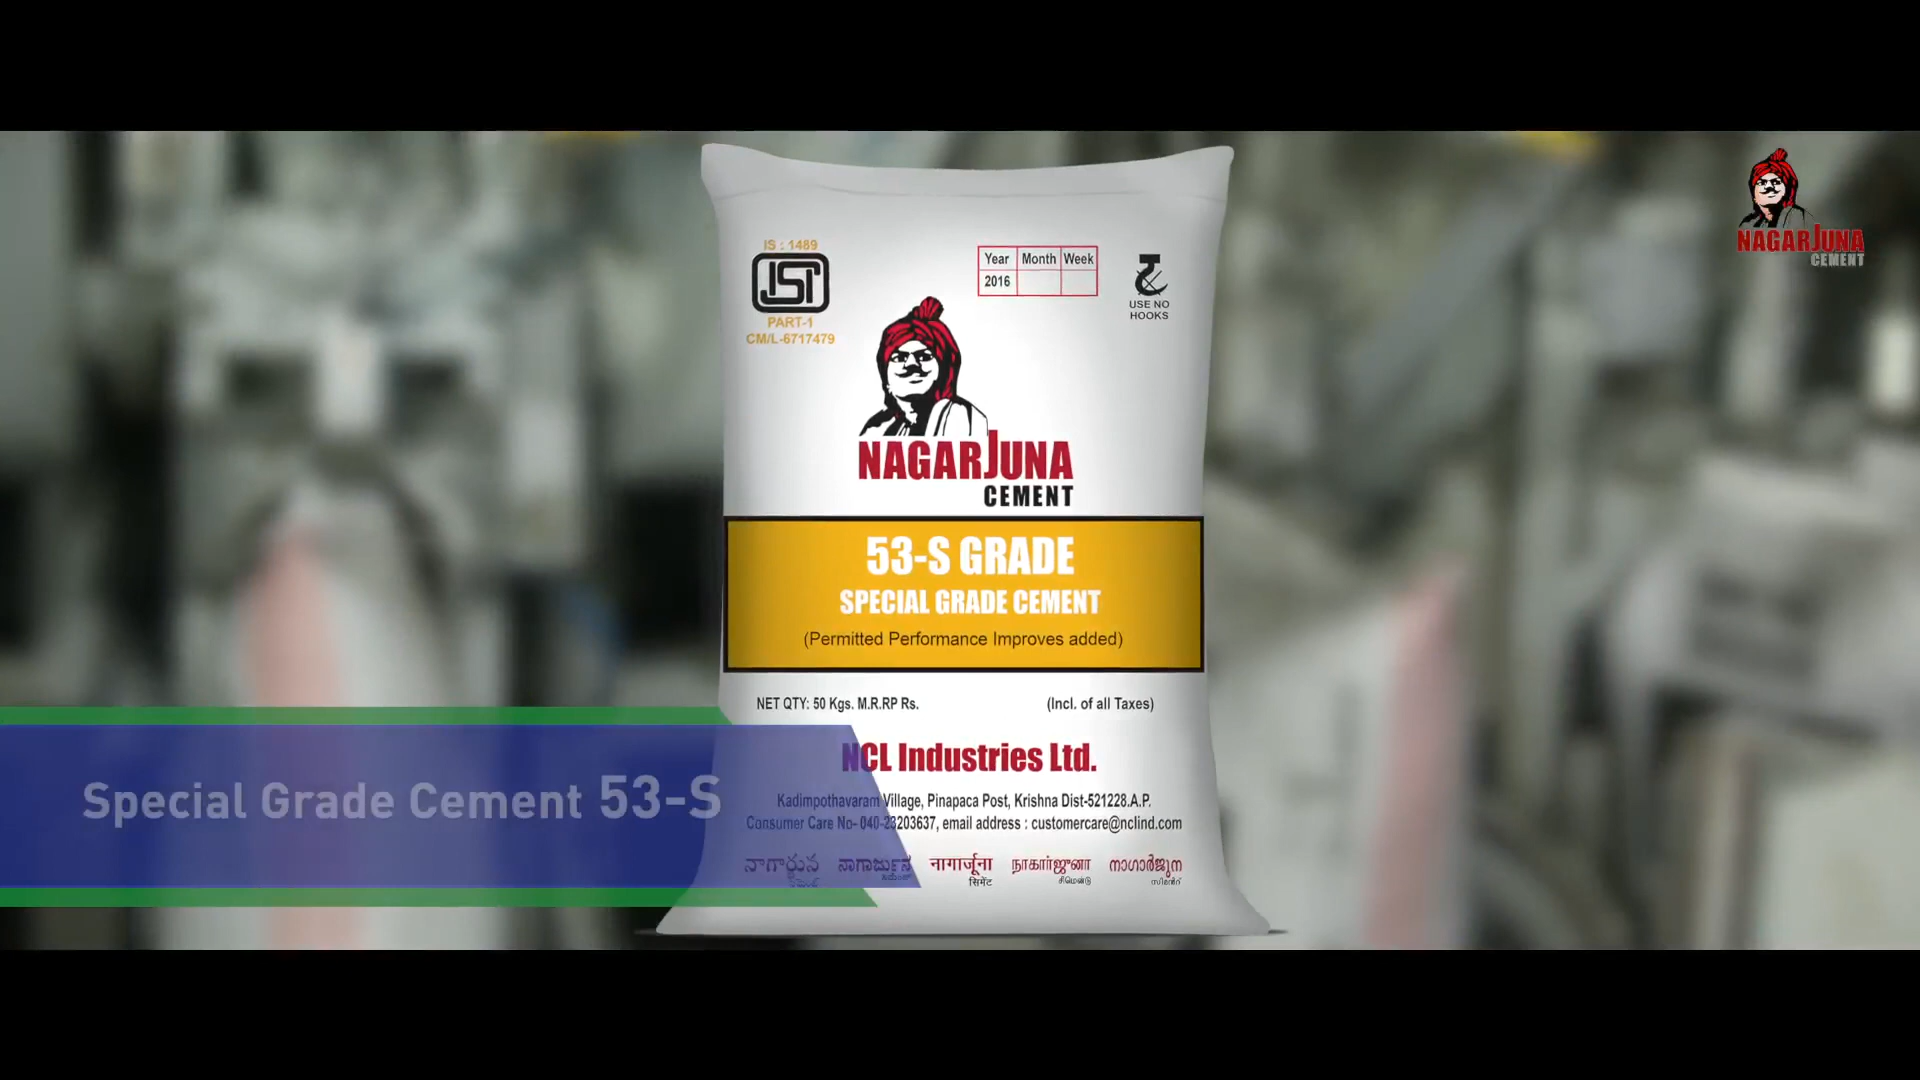 IS : 1489
ISI
PART-1
CM/L-6717479
Year Month Week
2016
USE NO
HOOKS
NAGARJUNA
CEMENT
NAGARJUNA
CEMENT
53-S GRADE
SPECIAL GRADE CEMENT
(Permitted Performance Improves added)
NET QTY: 50 Kgs. M.R.RP Rs. (Incl. of all Taxes)
NCL Industries Ltd.
Special Grade Cement 53-S
Kadimpothavaram Village, Pinapaca Post, Krishna Dist-521228.A.P.
Consumer Care No- 040-23203637, email address : customercare@nclind.com
नागार्जूना நாகார்ஜுனா നാഗാർജുന
सिमेंट சிமெண்டு സിമന്റ്